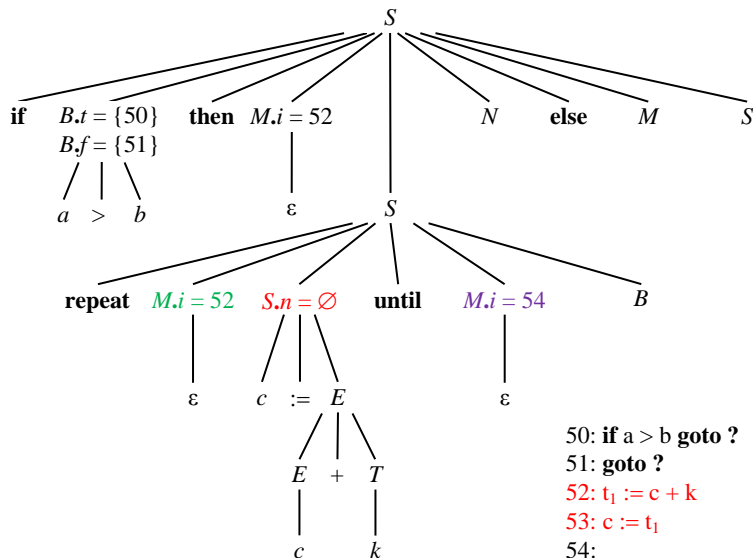 S
if B.t = {50} then M.i = 52 N else M S
B.f = {51}
a > b ε S
repeat M.i = 52 S.n = ∅ until M.i = 54 B
ε c := E ε
50: if a > b goto ?
51: goto ?
E + T
52: t₁ := c + k
53: c := t₁
c k
54: